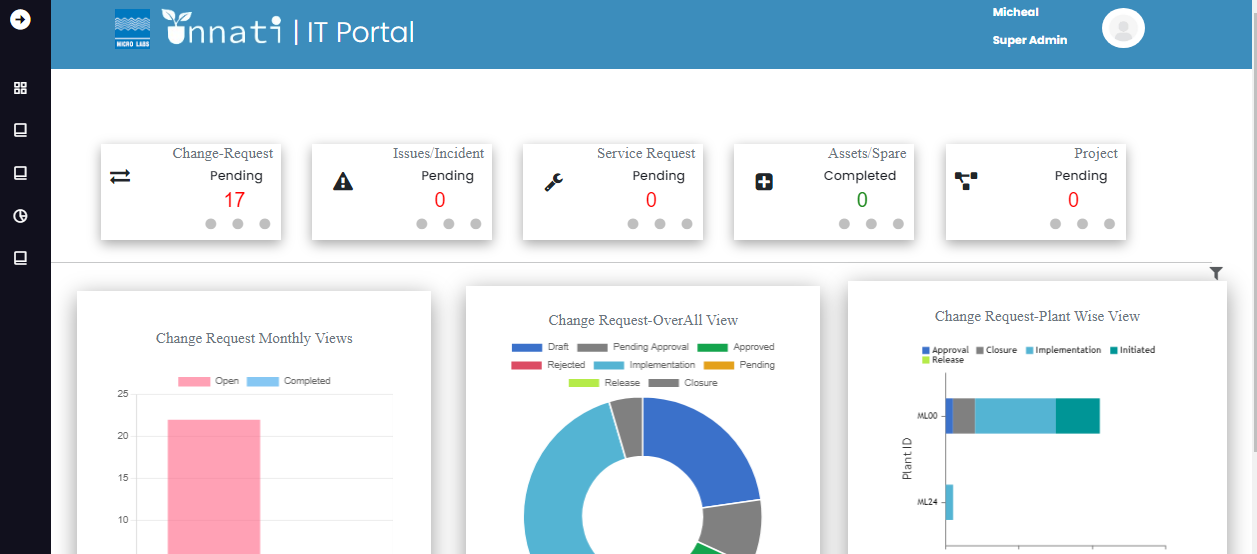 Micheal
MICRO LABS
Unnati | IT Portal
Super Admin
Change-Request
Pending
17
Issues/Incident
Pending
0
Service Request
Pending
0
Assets/Spare
Completed
0
Project
Pending
0
Change Request Monthly Views
Open Completed
25
20
15
10
Change Request-OverAll View
Draft Pending Approval Approved
Rejected Implementation Pending
Release Closure
Change Request-Plant Wise View
Approval Closure Implementation Initiated
Release
Plant ID
ML00
ML24